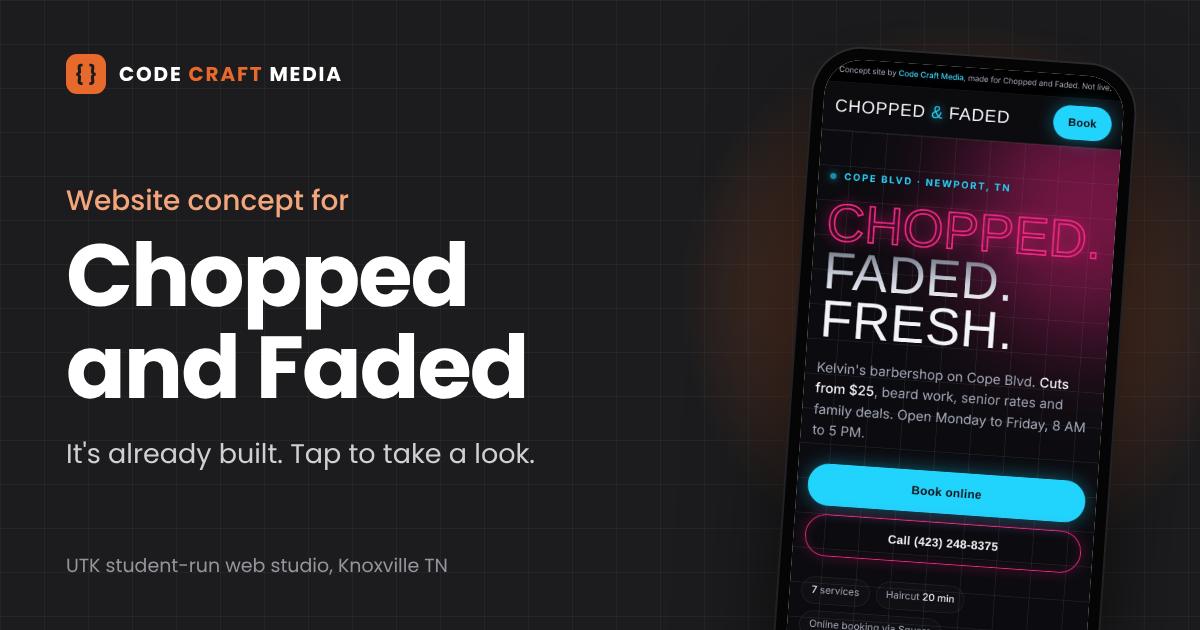 { } CODE CRAFT MEDIA
Website concept for
Chopped
and Faded
It's already built. Tap to take a look.
UTK student-run web studio, Knoxville TN
Concept site by Code Craft Media, made for Chopped and Faded. Not live.
CHOPPED & FADED
Book
COPE BLVD · NEWPORT, TN
CHOPPED.
FADED.
FRESH.
Kelvin's barbershop on Cope Blvd. Cuts
from $25, beard work, senior rates and
family deals. Open Monday to Friday, 8 AM
to 5 PM.
Book online
Call (423) 248-8375
7 services
Haircut 20 min
Online booking via